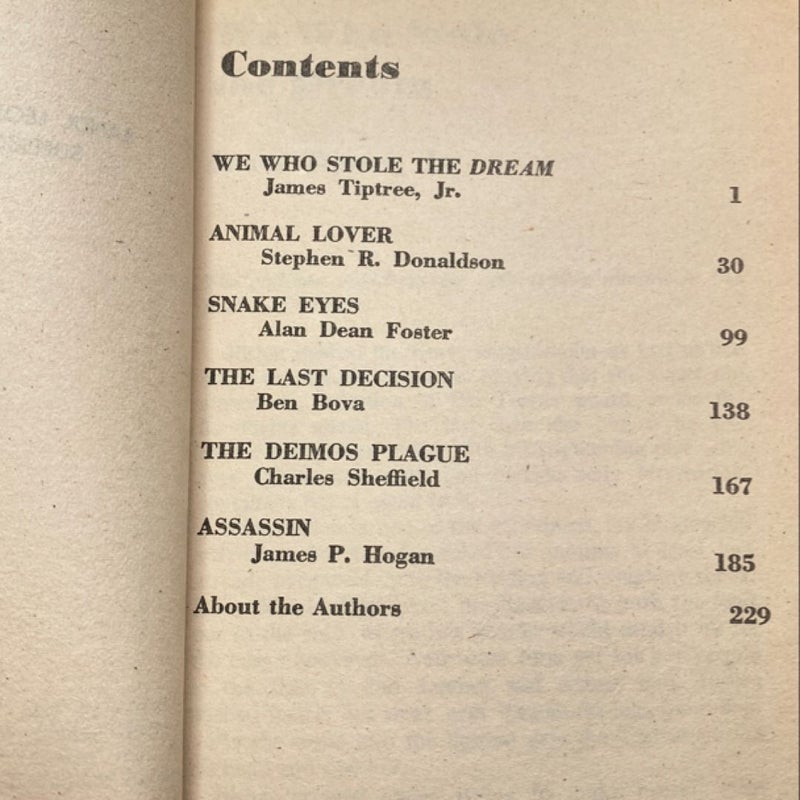 Contents
WE WHO STOLE THE DREAM
James Tiptree, Jr. 1
ANIMAL LOVER
Stephen R. Donaldson 30
SNAKE EYES
Alan Dean Foster 99
THE LAST DECISION
Ben Bova 138
THE DEIMOS PLAGUE
Charles Sheffield 167
ASSASSIN
James P. Hogan 185
About the Authors 229